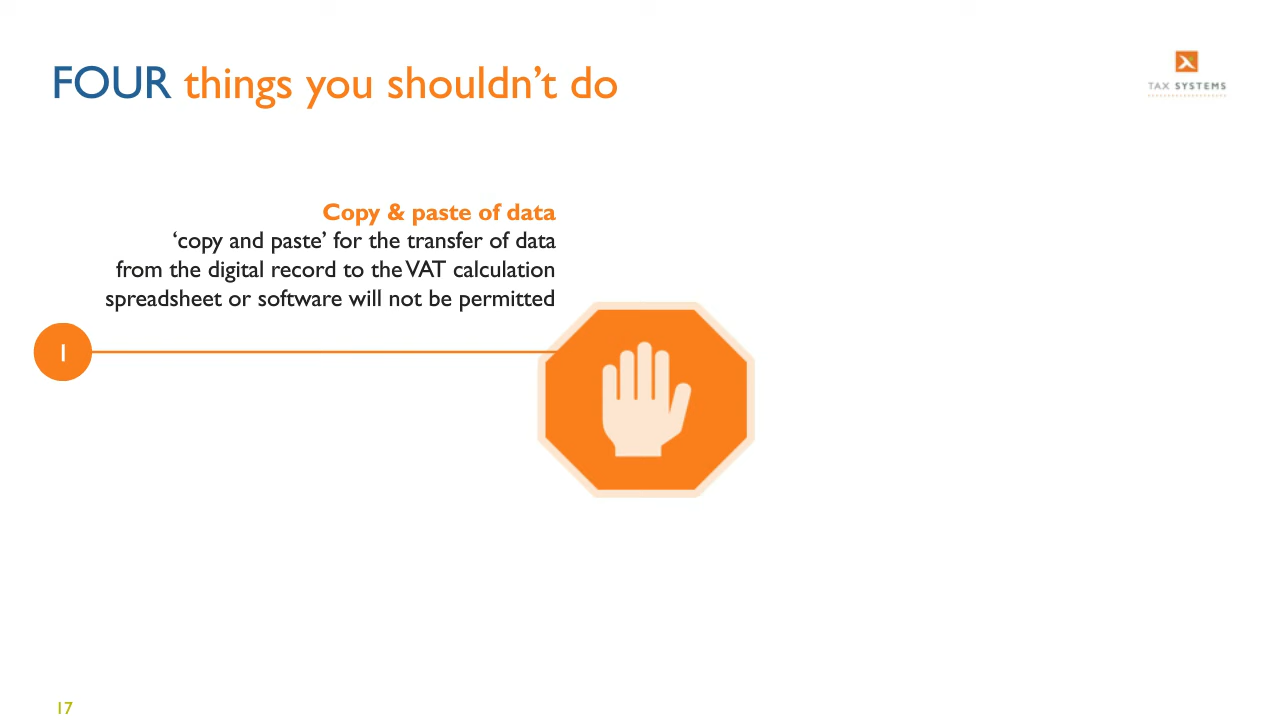 FOUR things you shouldn't do
TAX SYSTEMS
Copy & paste of data
‘copy and paste’ for the transfer of data
from the digital record to the VAT calculation
spreadsheet or software will not be permitted
1
17